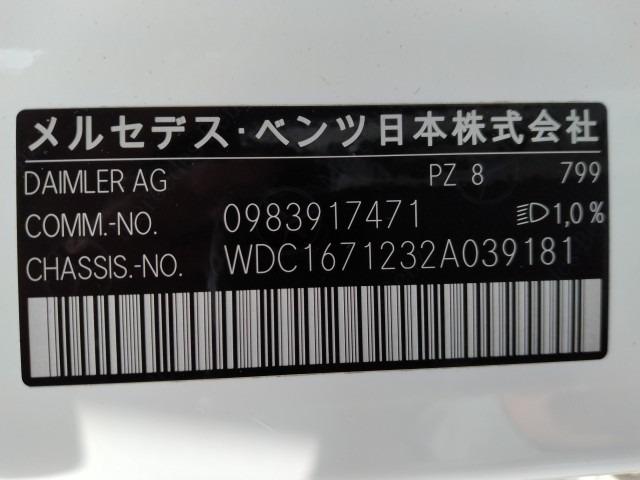 メルセデス・ベンツ日本株式会社
DAIMLER AG PZ 8 799
COMM.-NO. 0983917471 1,0%
CHASSIS.-NO. WDC1671232A039181